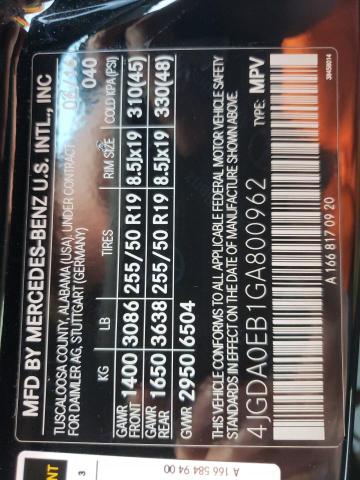 MFD BY MERCEDES-BENZ U.S. INTL., INC
TUSCALOOSA COUNTY, ALABAMA (USA), UNDER CONTRACT
FOR DAIMLER AG, STUTTGART (GERMANY)
040
KG LB TIRES RIM SIZE COLD KPA(PSI)
GAWR FRONT 1400 3086 255/50 R19 8.5Jx19 310(45)
GAWR REAR 1650 3638 255/50 R19 8.5Jx19 330(48)
GVWR 2950 6504
VEHICLE CONFORMS TO ALL APPLICABLE FEDERAL MOTOR VEHICLE SAFETY
STANDARDS IN EFFECT ON THE DATE OF MANUFACTURE SHOWN ABOVE.
4JGDA0EB1GA800962 TYPE: MPV
A 166 817 09 20
A 166 584 94 00
3